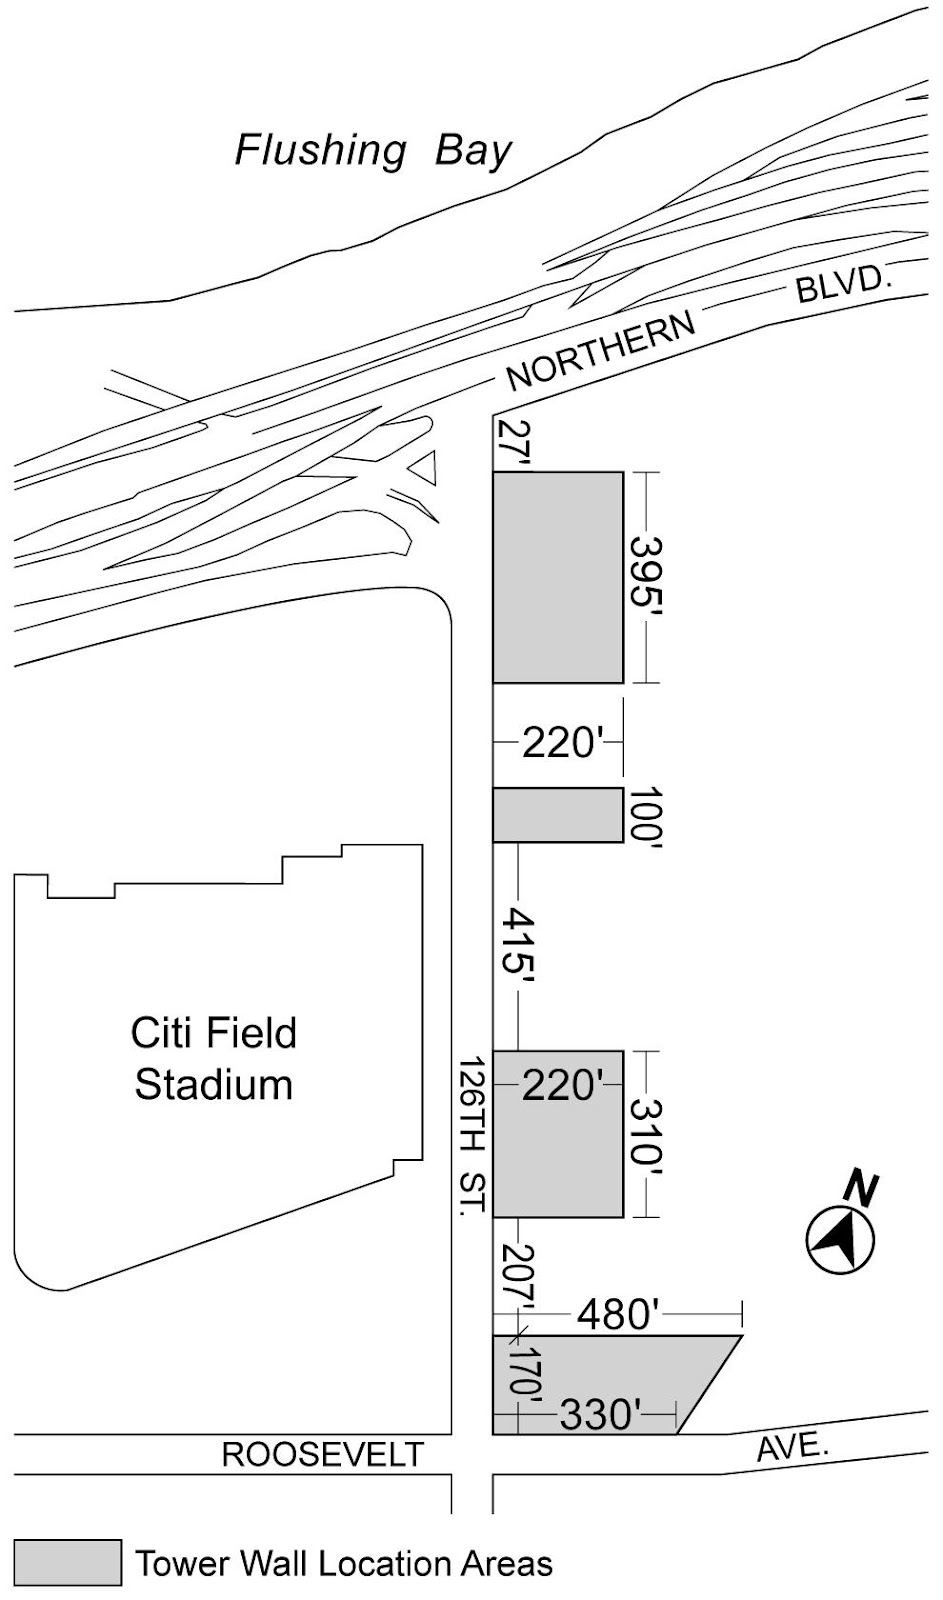 Flushing Bay
NORTHERN BLVD.
27'
395'
220'
100'
415'
Citi Field
Stadium
126TH ST.
220'
310'
N
207'
480'
170'
330'
ROOSEVELT AVE.
Tower Wall Location Areas